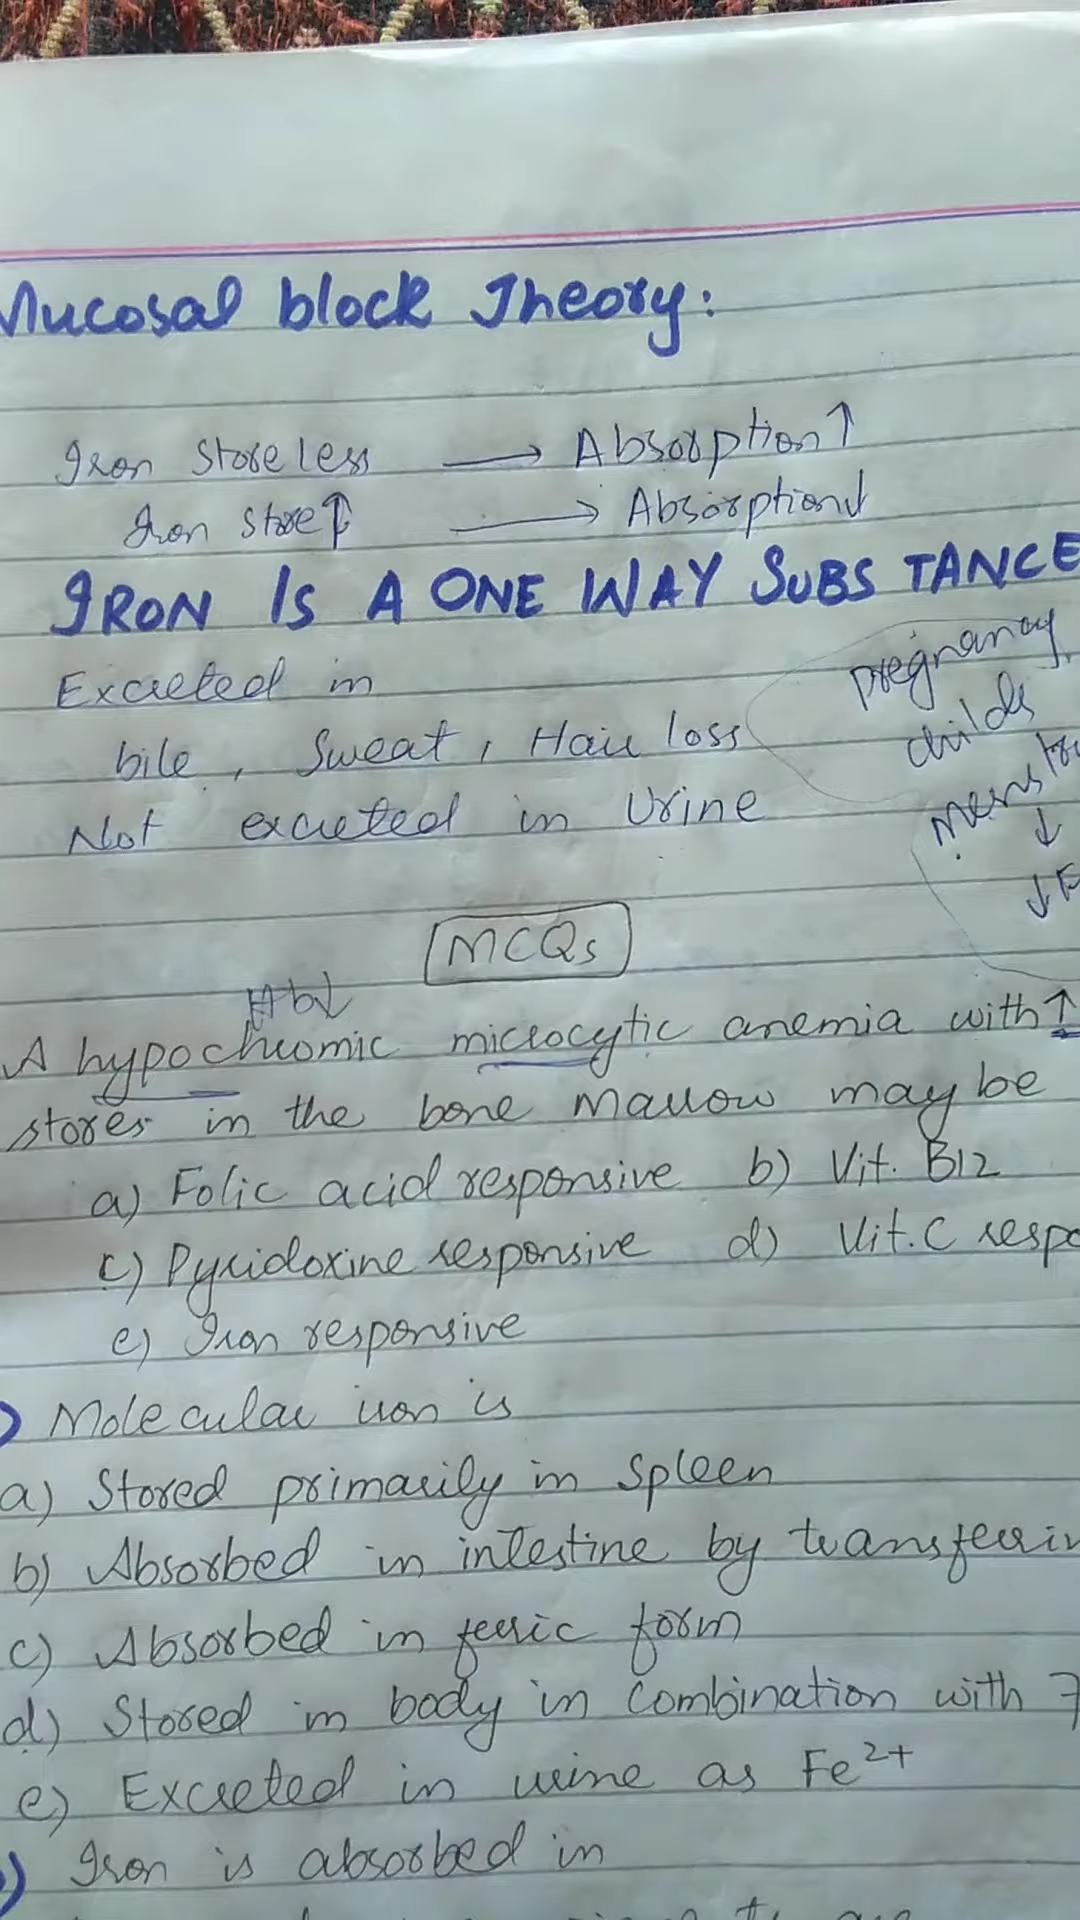 Mucosal block Theory:
Iron store less → Absorption↑
Iron store↑ → Absorption↓
IRON IS A ONE WAY SUBSTANCE
Excreted in
bile, Sweat, Hair loss
Not excreted in Urine
pregnancy
childs
↓
↓
MCQs
Hb↓
A hypochromic microcytic anemia with ↑
stores in the bone marrow may be
a) Folic acid responsive b) Vit. B12
c) Pyridoxine responsive d) Vit. C
e) Iron responsive
) Molecular iron is
a) Stored primarily in Spleen
b) Absorbed in intestine by
c) Absorbed in ferric form
d) Stored in body in combination with
e) Excreted in urine as Fe2+
) Iron is absorbed in